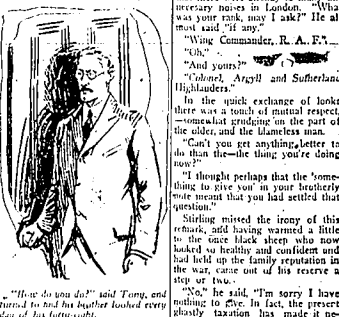 necesary noises in London. "What
was your rank, may I ask?" He al-
most said "if any."
"Wing Commander, R. A. F."
"Oh."
"And yours?"
"Colonel, Argyll and Sutherland
Highlanders."
In the quick exchange of looks
there was a touch of mutual respect,
—somewhat grudging on the part of
the older, and the blameless man.
"Can't you get anything better to
do than the—the thing you're doing
now?"
"I thought perhaps that the 'some-
thing to give you' in your brotherly
note meant that you had settled that
question."
Stirling missed the irony of this
remark, and having warmed a little
to the once black sheep who now
looked so healthy and confident and
had held up the family reputation in
the war, came out of his reserve a
step or two.
"No," he said, "I'm sorry I have
nothing to give. In fact, the present
ghastly taxation has made it ne-
"How do you do?" said Tony, and
turned to find his brother looked every
day of his forty-eight.